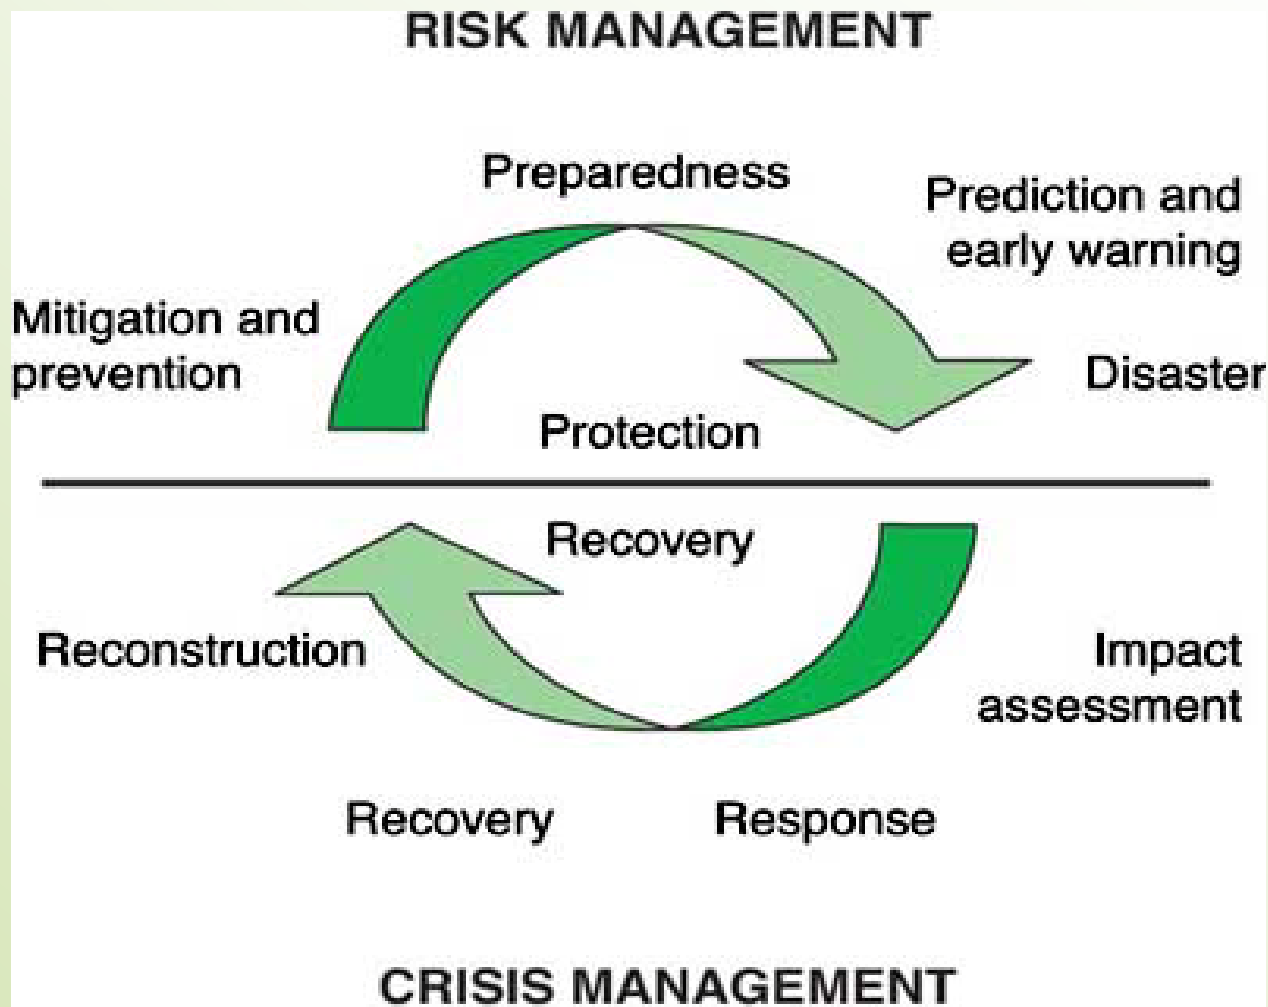 RISK MANAGEMENT
Preparedness
Prediction and
early warning
Mitigation and
prevention
Disaster
Protection
Recovery
Reconstruction
Impact
assessment
Recovery
Response
CRISIS MANAGEMENT